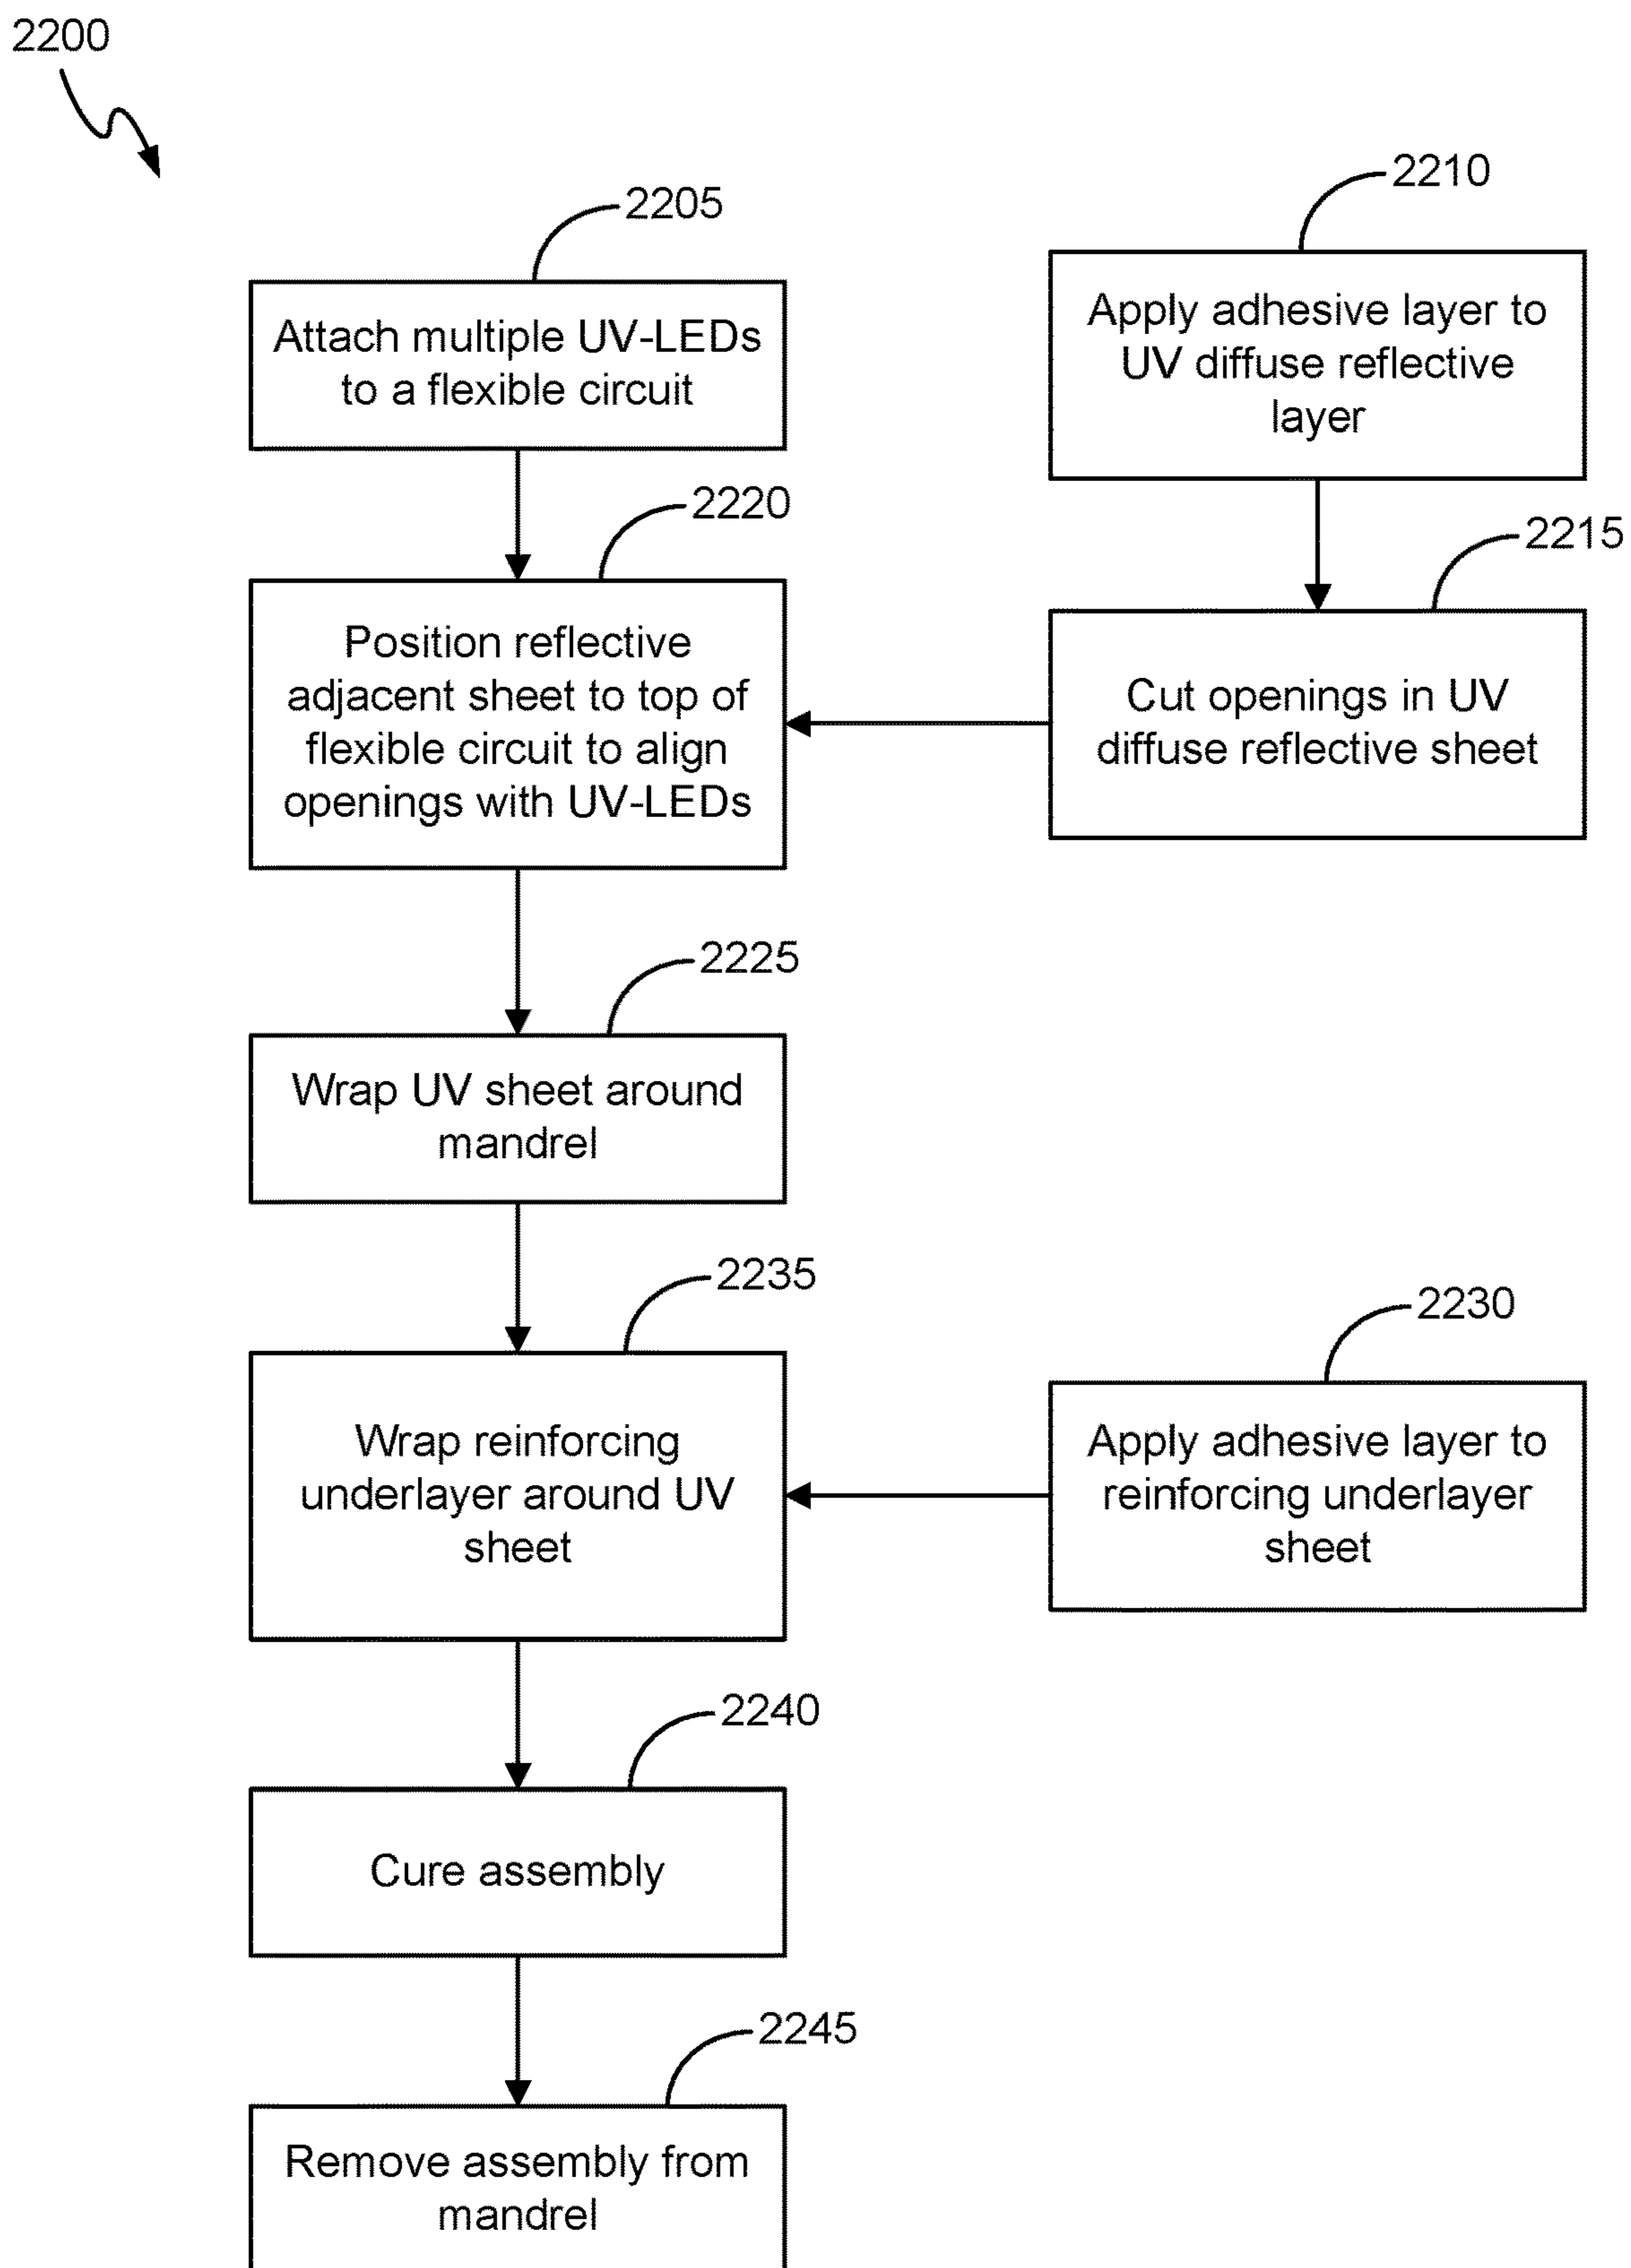 2200
2205
Attach multiple UV-LEDs
to a flexible circuit
2210
Apply adhesive layer to
UV diffuse reflective
layer
2215
Cut openings in UV
diffuse reflective sheet
2220
Position reflective
adjacent sheet to top of
flexible circuit to align
openings with UV-LEDs
2225
Wrap UV sheet around
mandrel
2230
Apply adhesive layer to
reinforcing underlayer
sheet
2235
Wrap reinforcing
underlayer around UV
sheet
2240
Cure assembly
2245
Remove assembly from
mandrel